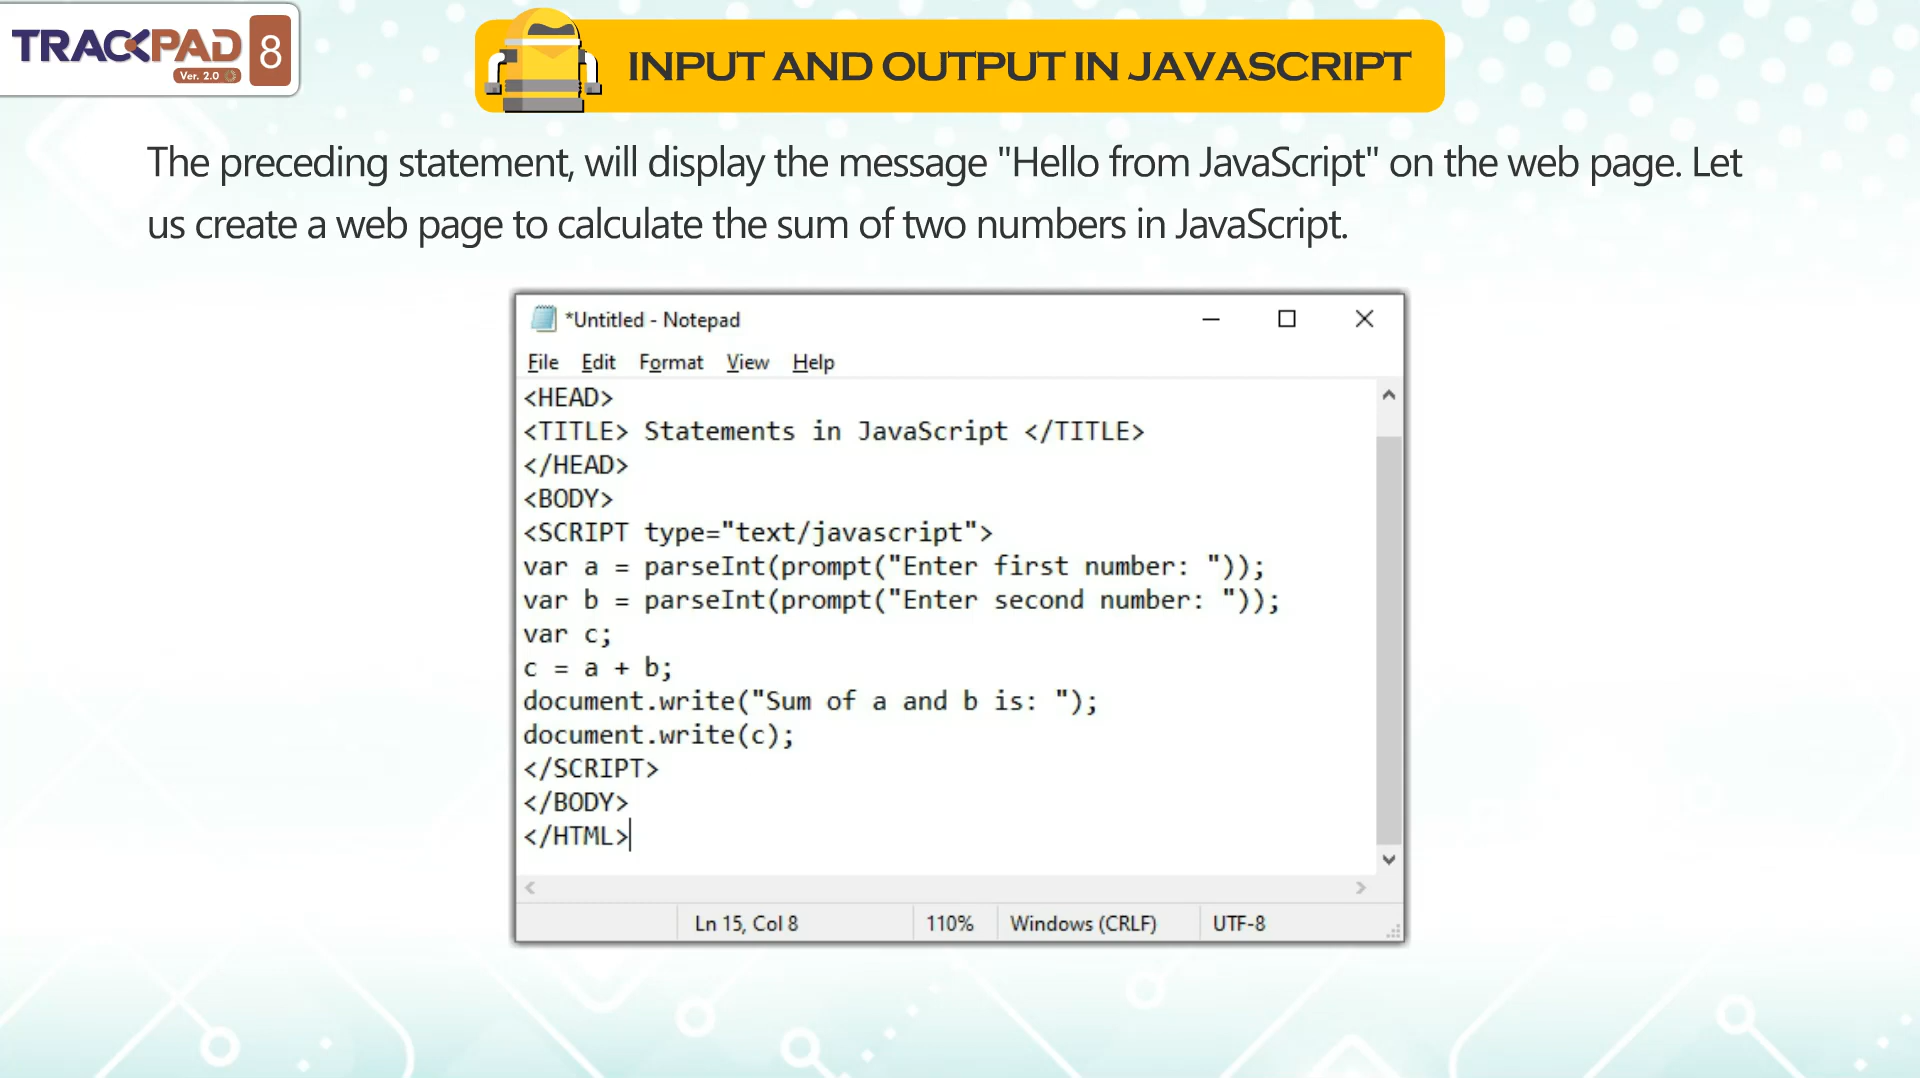 TRACKPAD 8
Ver. 2.0
INPUT AND OUTPUT IN JAVASCRIPT
The preceding statement, will display the message "Hello from JavaScript" on the web page. Let
us create a web page to calculate the sum of two numbers in JavaScript.
*Untitled - Notepad
File Edit Format View Help
<HEAD>
<TITLE> Statements in JavaScript </TITLE>
</HEAD>
<BODY>
<SCRIPT type="text/javascript">
var a = parseInt(prompt("Enter first number: "));
var b = parseInt(prompt("Enter second number: "));
var c;
c = a + b;
document.write("Sum of a and b is: ");
document.write(c);
</SCRIPT>
</BODY>
</HTML>
Ln 15, Col 8 110% Windows (CRLF) UTF-8